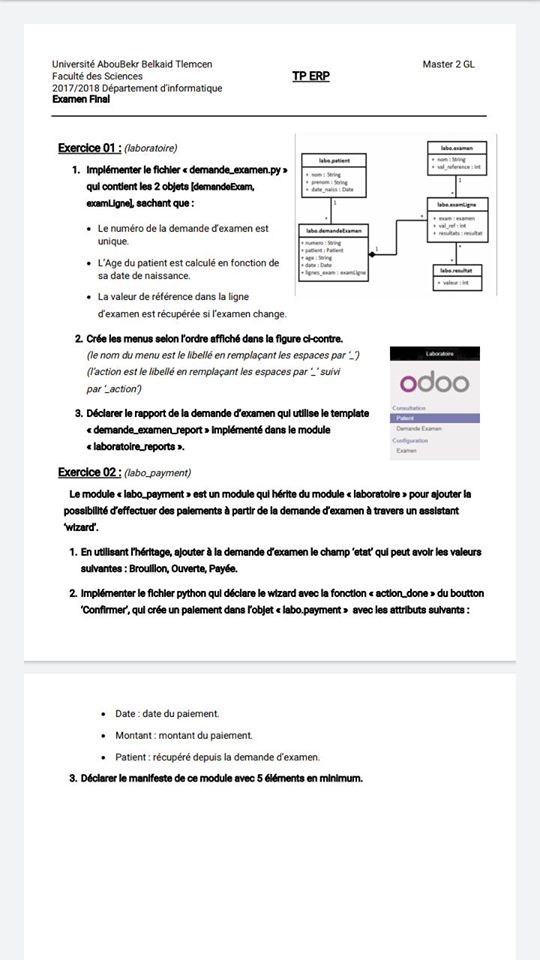 Université AbouBekr Belkaid Tlemcen
Master 2 GL
Faculté des Sciences
TP ERP
2017/2018 Département d'informatique
Examen Final
Exercice 01 : (laboratoire)
1. Implémenter le fichier « demande_examen.py »
qui contient les 2 objets [demandeExam,
examLigne], sachant que :
• Le numéro de la demande d'examen est
unique.
• L'Age du patient est calculé en fonction de
sa date de naissance.
• La valeur de référence dans la ligne
d'examen est récupérée si l'examen change.
labo.patient
+ nom : String
+ prenom : String
+ date_naiss : Date
1
labo.demandeExamen
+ numero : String
+ patient : Patient
+ age : String
+ date : Date
+ lignes_exam : examLigne
1
labo.examen
+ nom : String
+ val_reference : int
1
labo.examLigne
+ exam : examen
+ val_ref : int
+ resultats : resultat
labo.resultat
+ valeur : int
2. Crée les menus selon l'ordre affiché dans la figure ci-contre.
(le nom du menu est le libellé en remplaçant les espaces par '_')
(l'action est le libellé en remplaçant les espaces par '_' suivi
par '_action')
Laboratoire
odoo
Consultation
Patient
Demande Examen
Configuration
Examen
3. Déclarer le rapport de la demande d'examen qui utilise le template
« demande_examen_report » implémenté dans le module
« laboratoire_reports ».
Exercice 02 : (labo_payment)
Le module « labo_payment » est un module qui hérite du module « laboratoire » pour ajouter la
possibilité d'effectuer des paiements à partir de la demande d'examen à travers un assistant
'wizard'.
1. En utilisant l'héritage, ajouter à la demande d'examen le champ 'etat' qui peut avoir les valeurs
suivantes : Brouillon, Ouverte, Payée.
2. Implémenter le fichier python qui déclare le wizard avec la fonction « action_done » du boutton
'Confirmer', qui crée un paiement dans l'objet « labo.payment » avec les attributs suivants :
• Date : date du paiement.
• Montant : montant du paiement.
• Patient : récupéré depuis la demande d'examen.
3. Déclarer le manifeste de ce module avec 5 éléments en minimum.